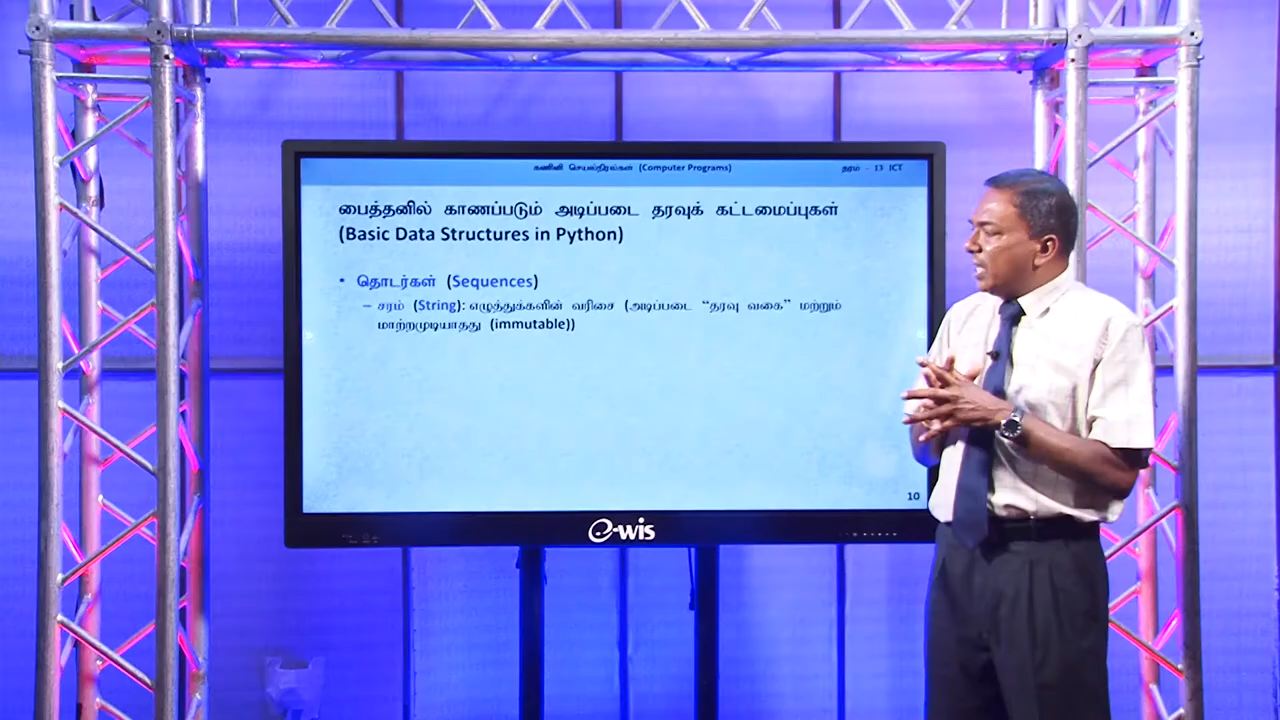 கணினி செயல்நிரல்கள் (Computer Programs) தரம் - 13 ICT
பைத்தனில் காணப்படும் அடிப்படை தரவுக் கட்டமைப்புகள்
(Basic Data Structures in Python)
• தொடர்கள் (Sequences)
– சரம் (String): எழுத்துக்களின் வரிசை (அடிப்படை “தரவு வகை” மற்றும்
மாற்றமுடியாதது (immutable))
10
e-wis